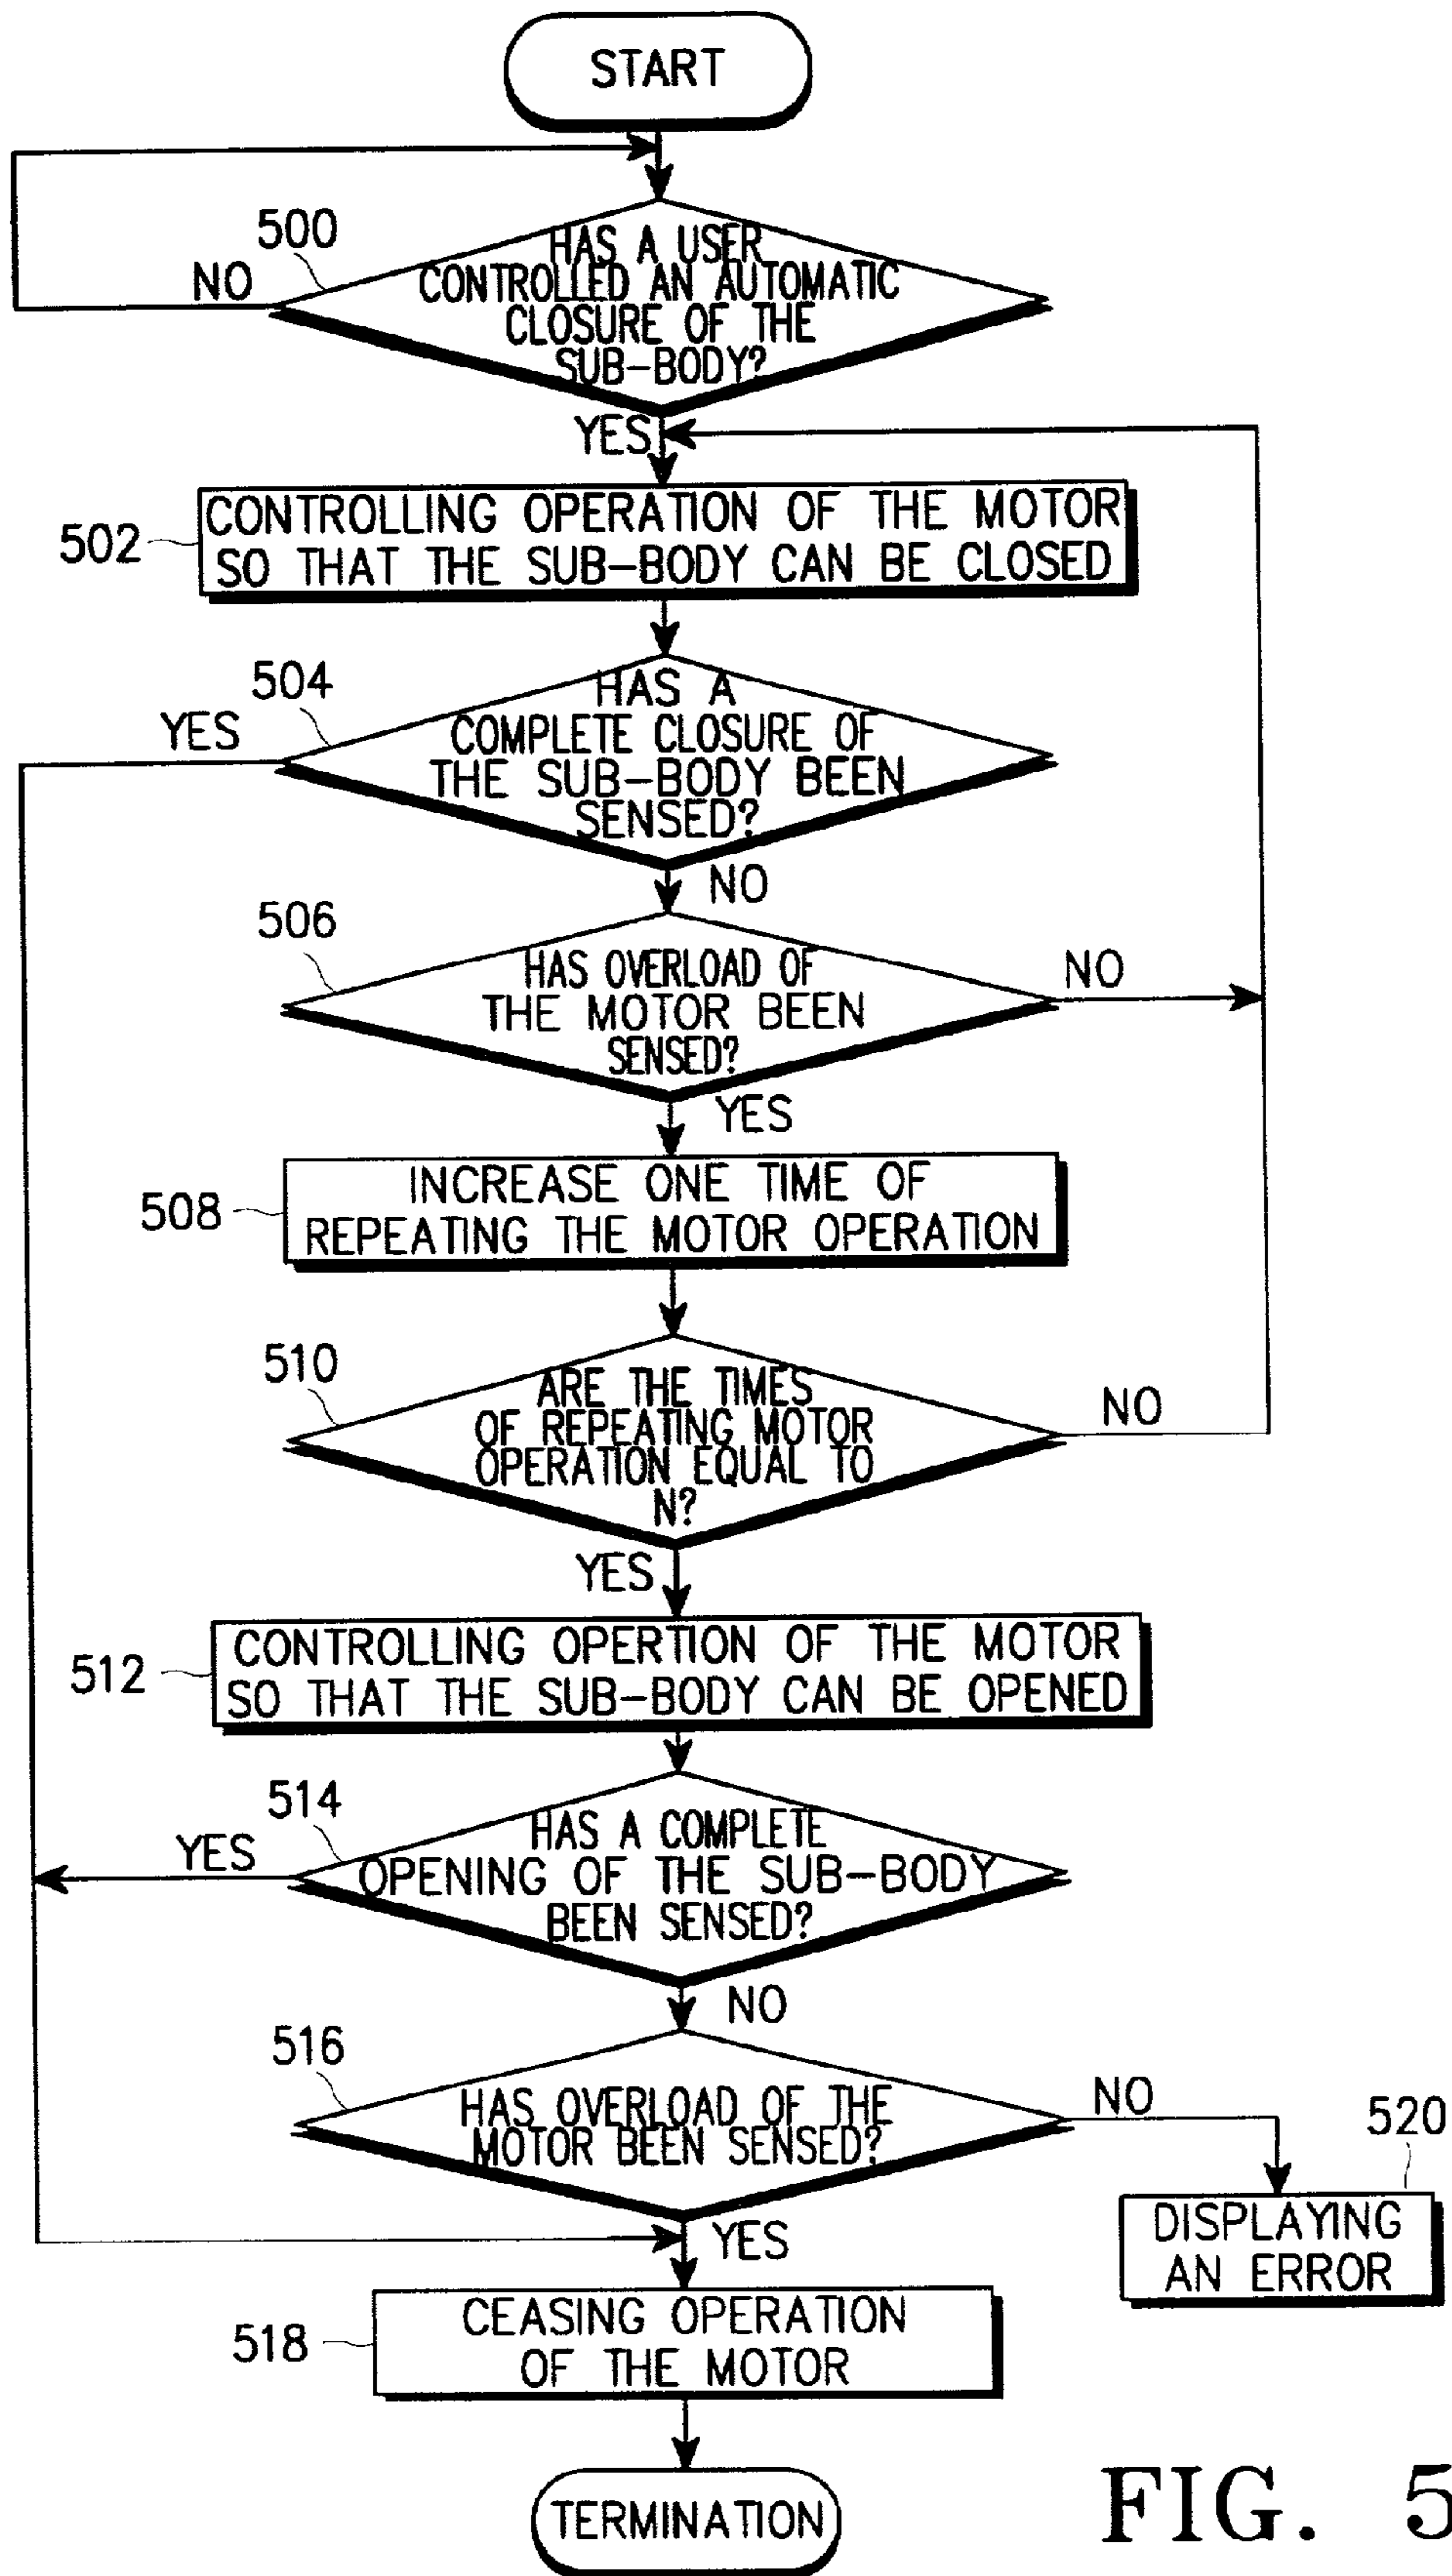 START
500
NO
HAS A USER
CONTROLLED AN AUTOMATIC
CLOSURE OF THE
SUB-BODY?
YES
502
CONTROLLING OPERATION OF THE MOTOR
SO THAT THE SUB-BODY CAN BE CLOSED
504
YES
HAS A
COMPLETE CLOSURE OF
THE SUB-BODY BEEN
SENSED?
NO
506
HAS OVERLOAD OF
THE MOTOR BEEN
SENSED?
NO
YES
508
INCREASE ONE TIME OF
REPEATING THE MOTOR OPERATION
510
ARE THE TIMES
OF REPEATING MOTOR
OPERATION EQUAL TO
N?
NO
YES
512
CONTROLLING OPERTION OF THE MOTOR
SO THAT THE SUB-BODY CAN BE OPENED
514
YES
HAS A COMPLETE
OPENING OF THE SUB-BODY
BEEN SENSED?
NO
516
HAS OVERLOAD OF THE
MOTOR BEEN SENSED?
NO
520
DISPLAYING
AN ERROR
YES
518
CEASING OPERATION
OF THE MOTOR
TERMINATION
FIG. 5